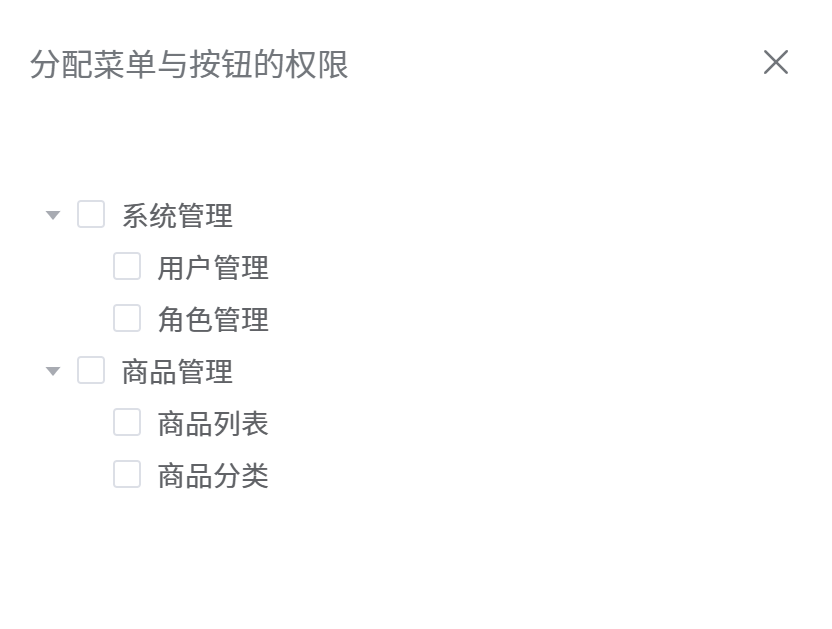 分配菜单与按钮的权限
系统管理
用户管理
角色管理
商品管理
商品列表
商品分类